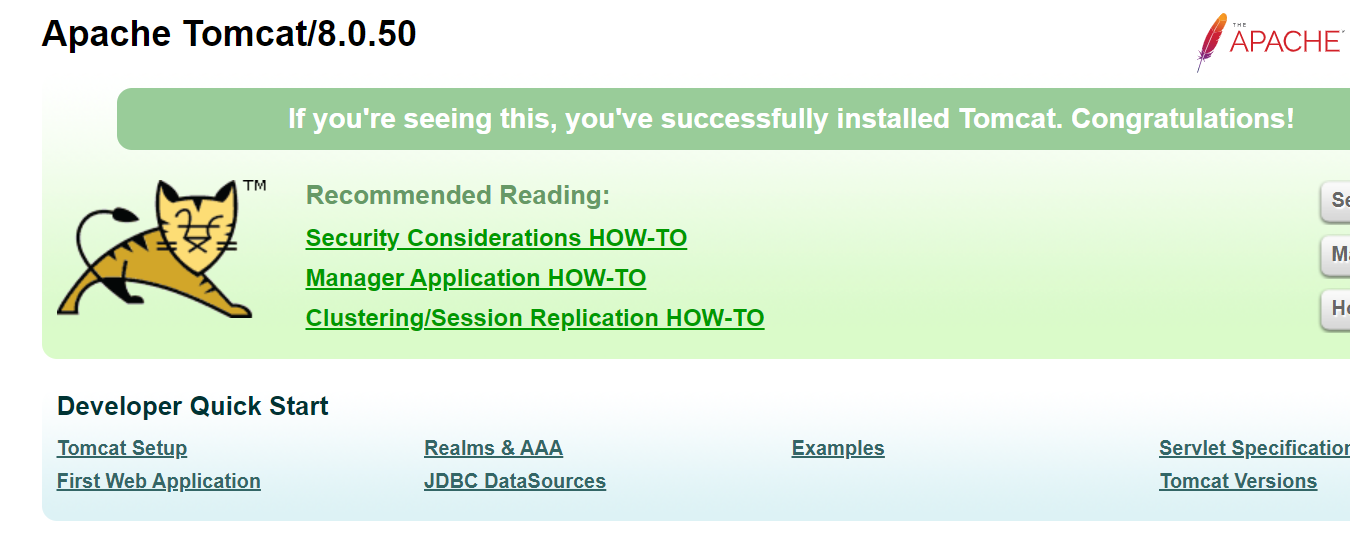 Apache Tomcat/8.0.50
THE
APACHE
If you're seeing this, you've successfully installed Tomcat. Congratulations!
TM
Recommended Reading:
Security Considerations HOW-TO
Manager Application HOW-TO
Clustering/Session Replication HOW-TO
Se
Ma
Ho
Developer Quick Start
Tomcat Setup
Realms & AAA
Examples
Servlet Specification
First Web Application
JDBC DataSources
Tomcat Versions